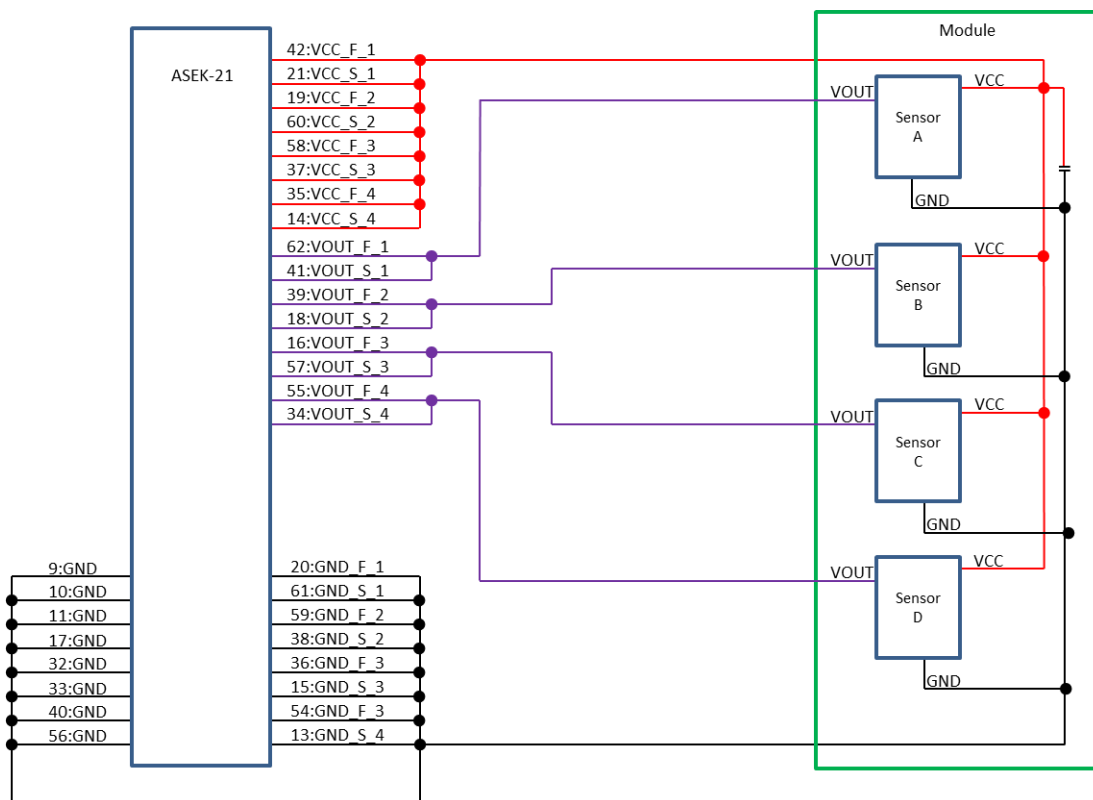 Module
ASEK-21
42:VCC_F_1
21:VCC_S_1
19:VCC_F_2
60:VCC_S_2
58:VCC_F_3
37:VCC_S_3
35:VCC_F_4
14:VCC_S_4
62:VOUT_F_1
41:VOUT_S_1
39:VOUT_F_2
18:VOUT_S_2
16:VOUT_F_3
57:VOUT_S_3
55:VOUT_F_4
34:VOUT_S_4
9:GND
10:GND
11:GND
17:GND
32:GND
33:GND
40:GND
56:GND
20:GND_F_1
61:GND_S_1
59:GND_F_2
38:GND_S_2
36:GND_F_3
15:GND_S_3
54:GND_F_3
13:GND_S_4
VOUT
Sensor
A
VCC
GND
VOUT
Sensor
B
VCC
GND
VOUT
Sensor
C
VCC
GND
VOUT
Sensor
D
VCC
GND